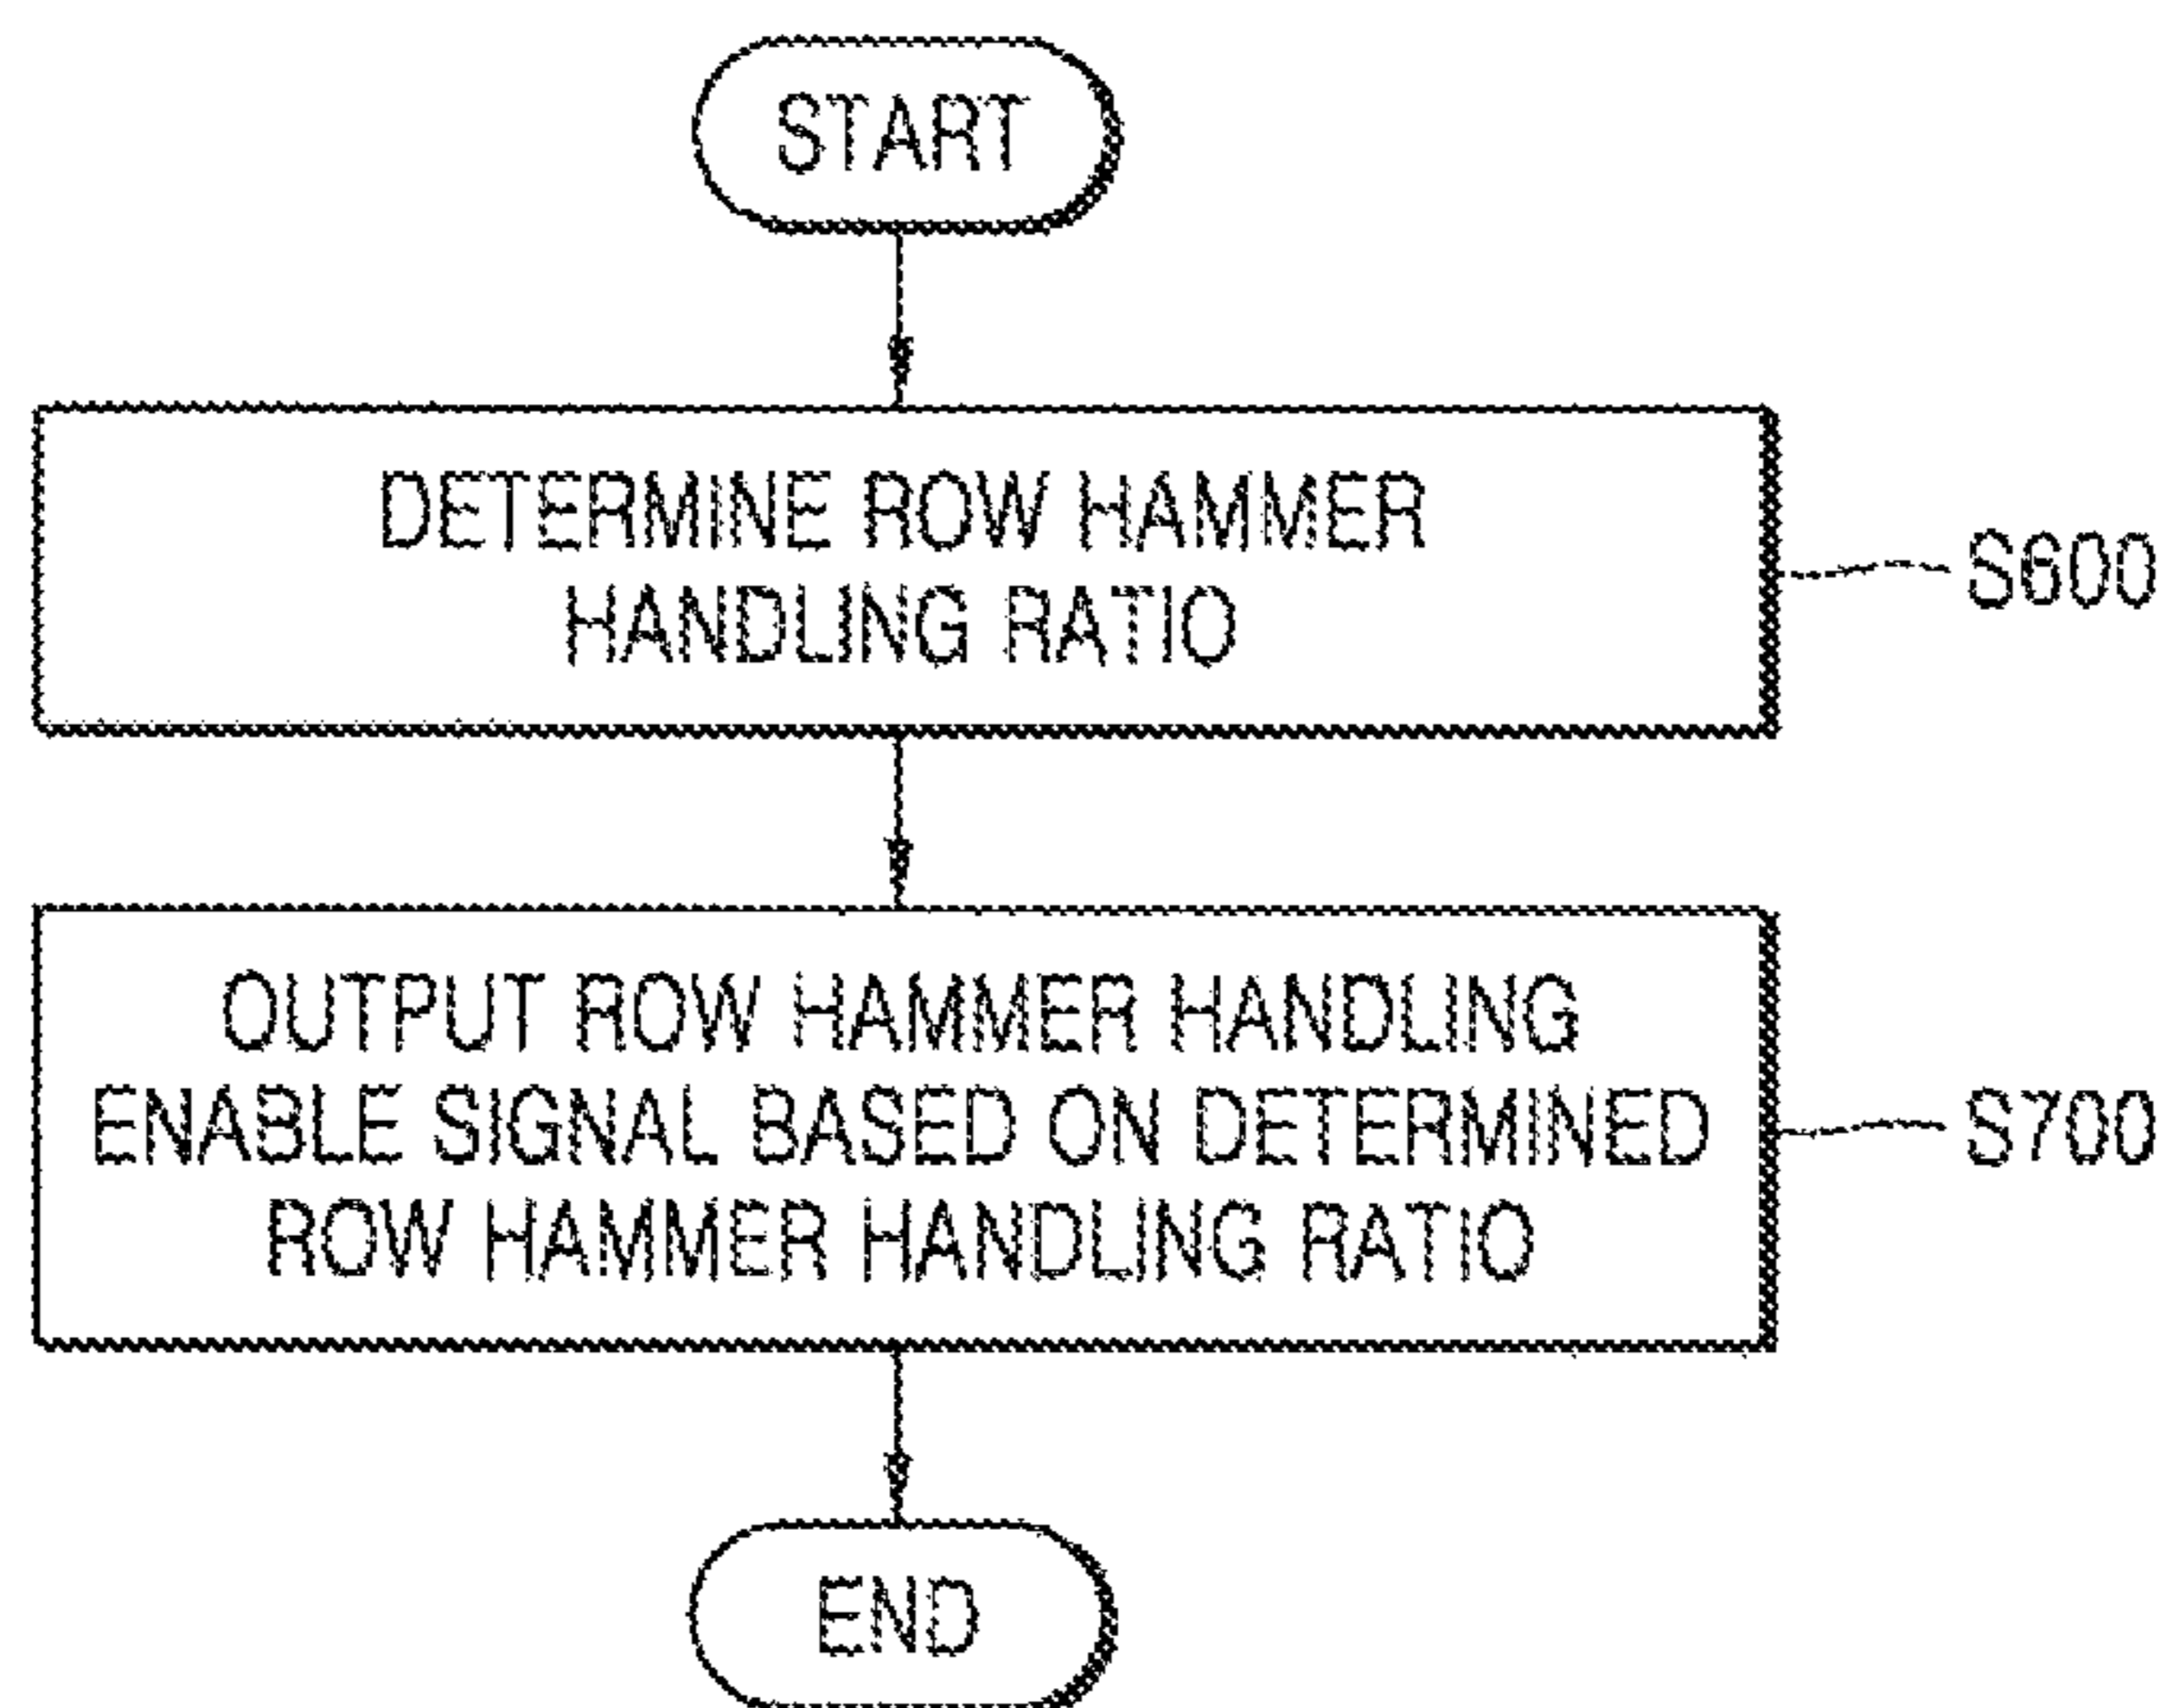 START
DETERMINE ROW HAMMER
HANDLING RATIO
S600
OUTPUT ROW HAMMER HANDLING
ENABLE SIGNAL BASED ON DETERMINED
ROW HAMMER HANDLING RATIO
S700
END